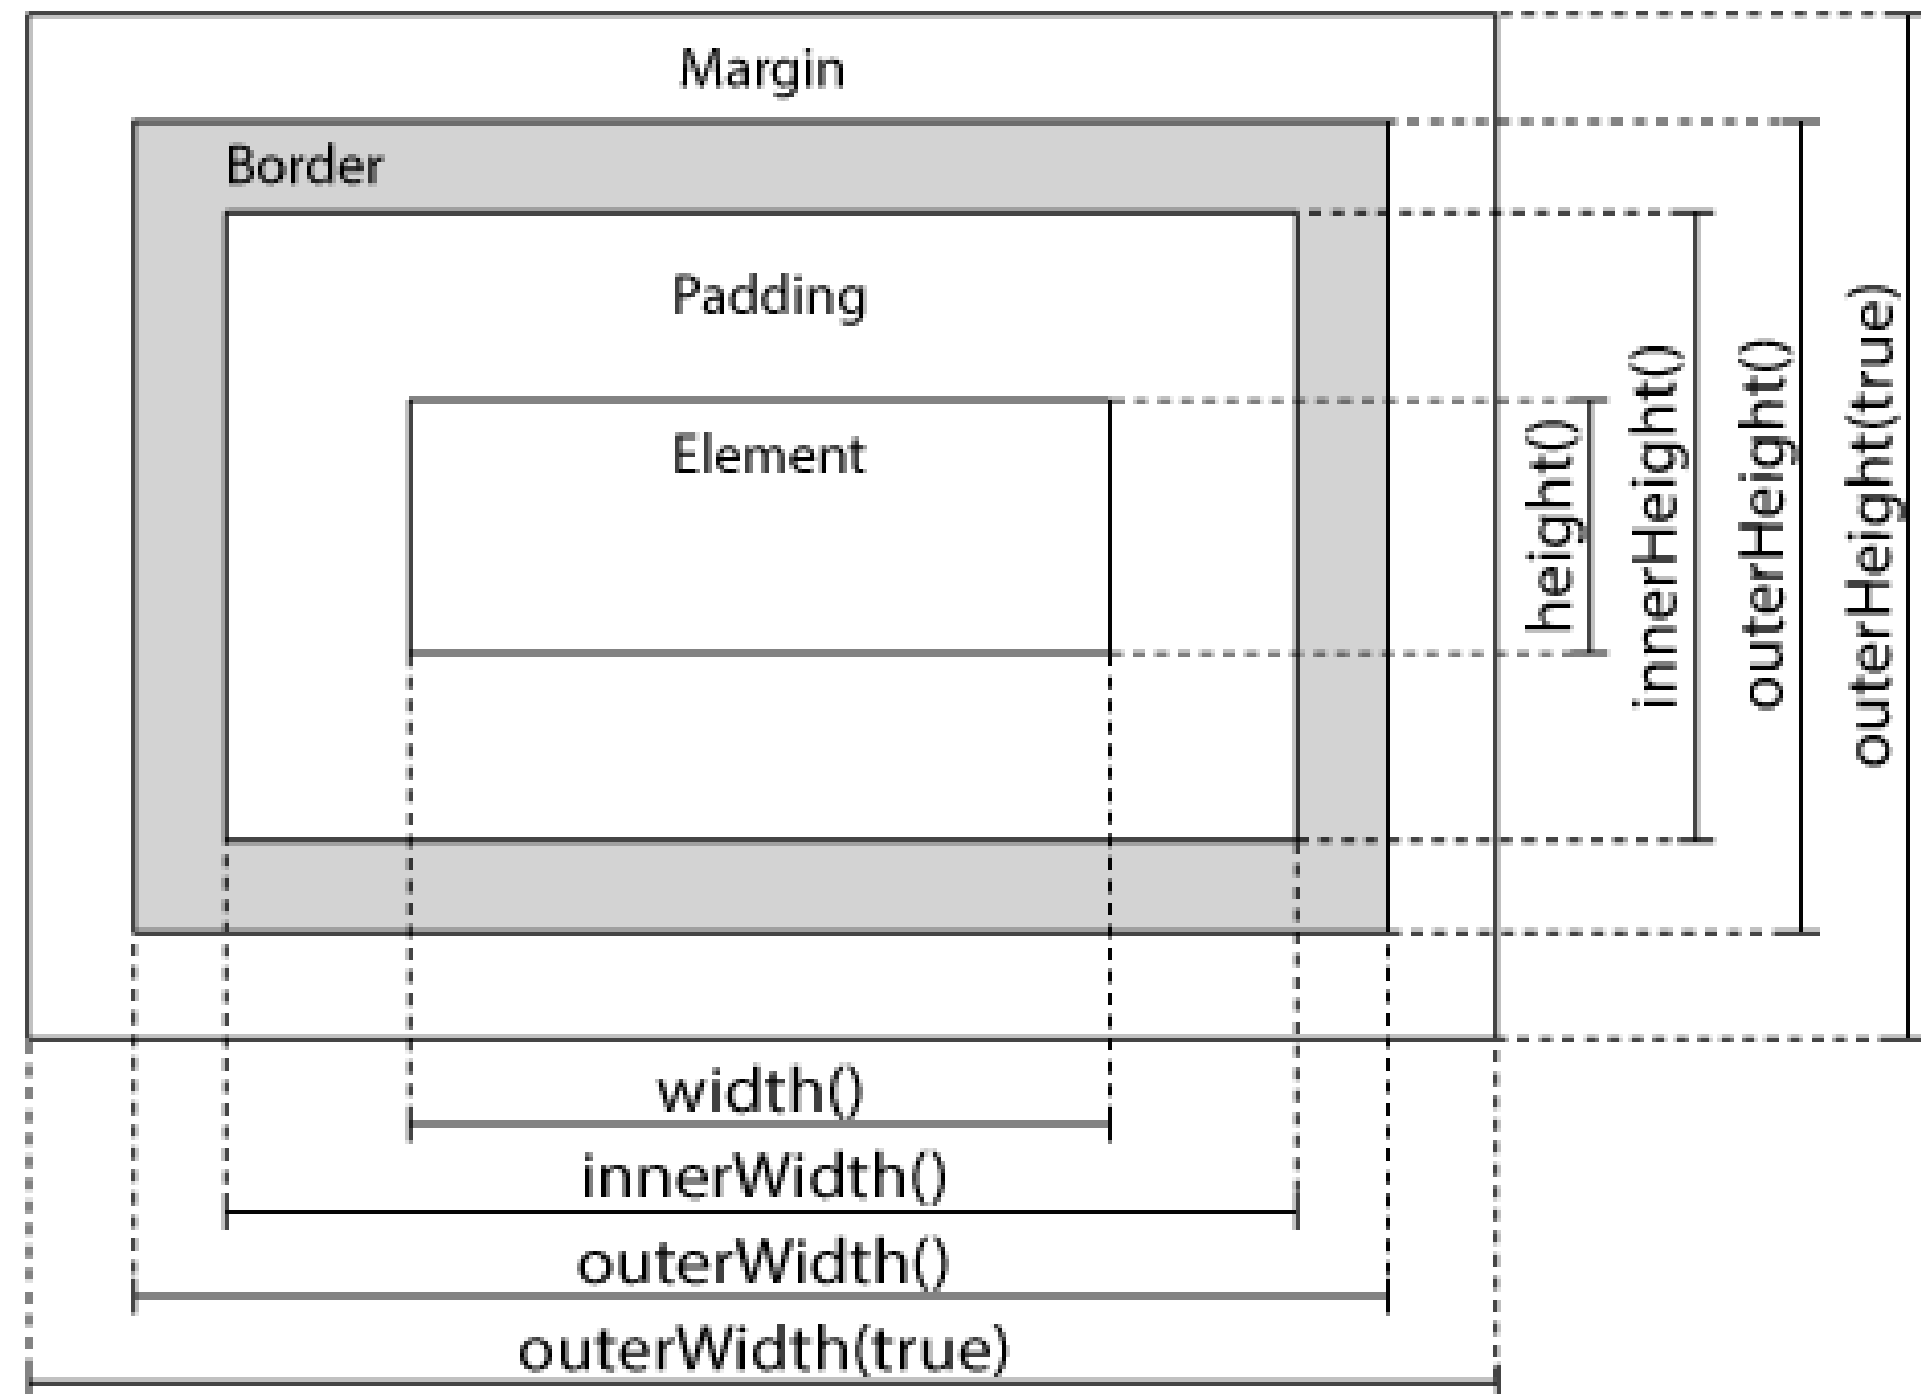 Margin
Border
Padding
Element
height()
innerHeight()
outerHeight()
outerHeight(true)
width()
innerWidth()
outerWidth()
outerWidth(true)